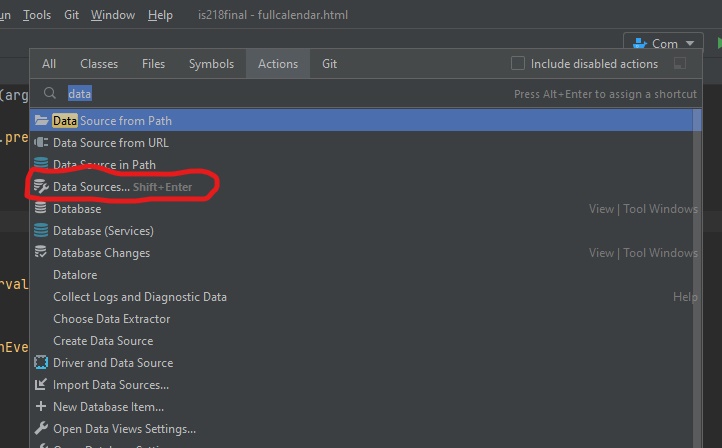 un Tools Git Window Help is218final - fullcalendar.html
Com
All Classes Files Symbols Actions Git Include disabled actions
data Press Alt+Enter to assign a shortcut
(arg
Data Source from Path
.pre
Data Source from URL
Data Source in Path
Data Sources... Shift+Enter
Database View | Tool Windows
Database (Services)
Database Changes View | Tool Windows
Datalore
rval
Collect Logs and Diagnostic Data Help
Choose Data Extractor
Create Data Source
nEve
Driver and Data Source
Import Data Sources...
New Database Item...
Open Data Views Settings...